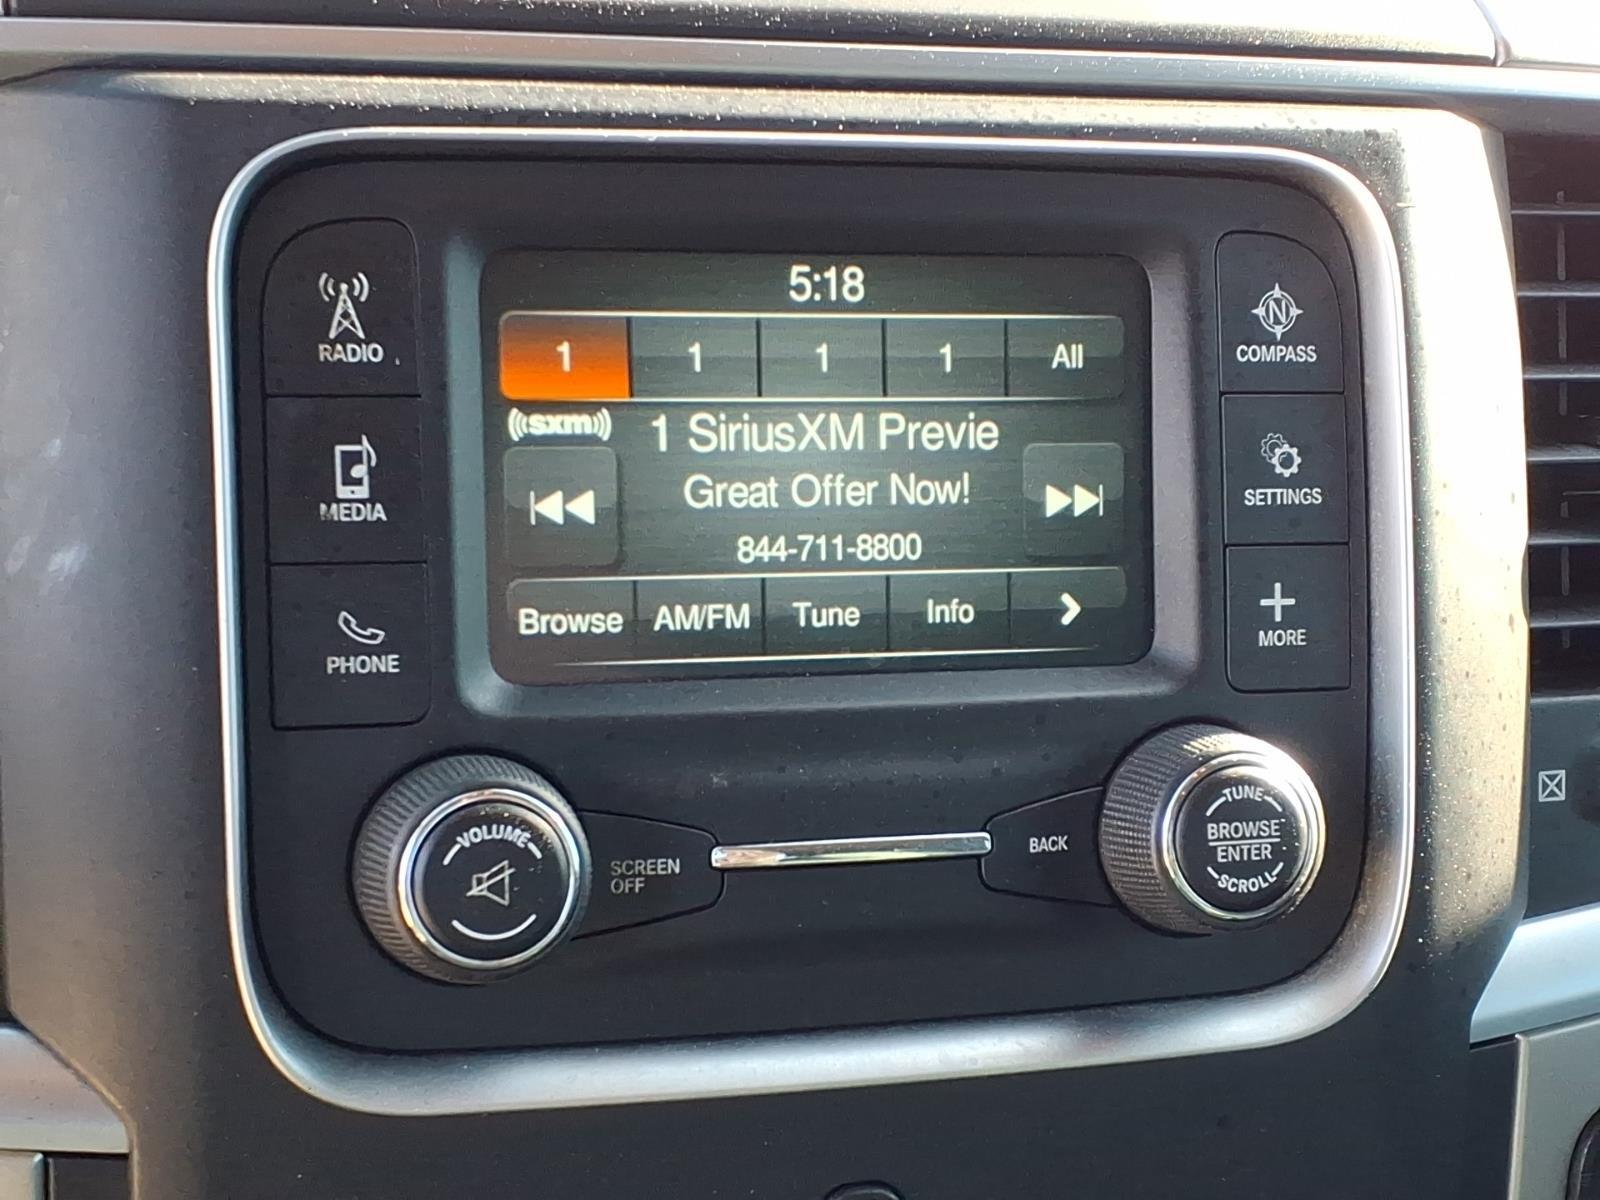 5:18
1 1 1 1 All
((sxm))
1 SiriusXM Previe
Great Offer Now!
844-711-8800
Browse AM/FM Tune Info
RADIO
MEDIA
PHONE
N
COMPASS
SETTINGS
MORE
VOLUME
SCREEN
OFF
BACK
TUNE
BROWSE
ENTER
SCROLL